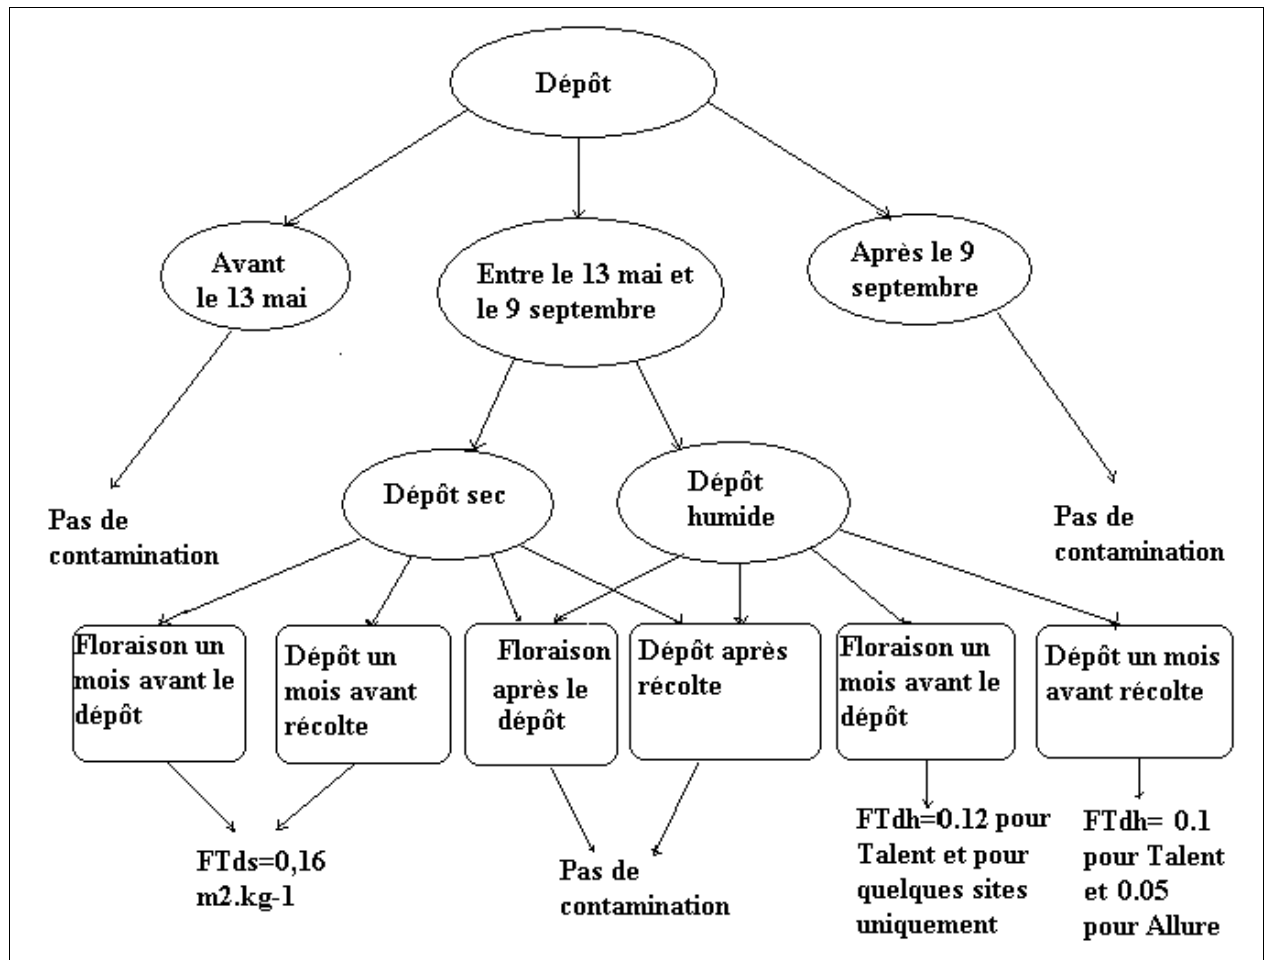 Dépôt
Avant
le 13 mai
Entre le 13 mai et
le 9 septembre
Après le 9
septembre
Pas de
contamination
Dépôt sec
Dépôt
humide
Pas de
contamination
Floraison un
mois avant le
dépôt
Dépôt un
mois avant
récolte
Floraison
après le
dépôt
Dépôt après
récolte
Floraison un
mois avant le
dépôt
Dépôt un mois
avant récolte
FTds=0,16
m2.kg-1
Pas de
contamination
FTdh=0.12 pour
Talent et pour
quelques sites
uniquement
FTdh= 0.1
pour Talent
et 0.05
pour Allure